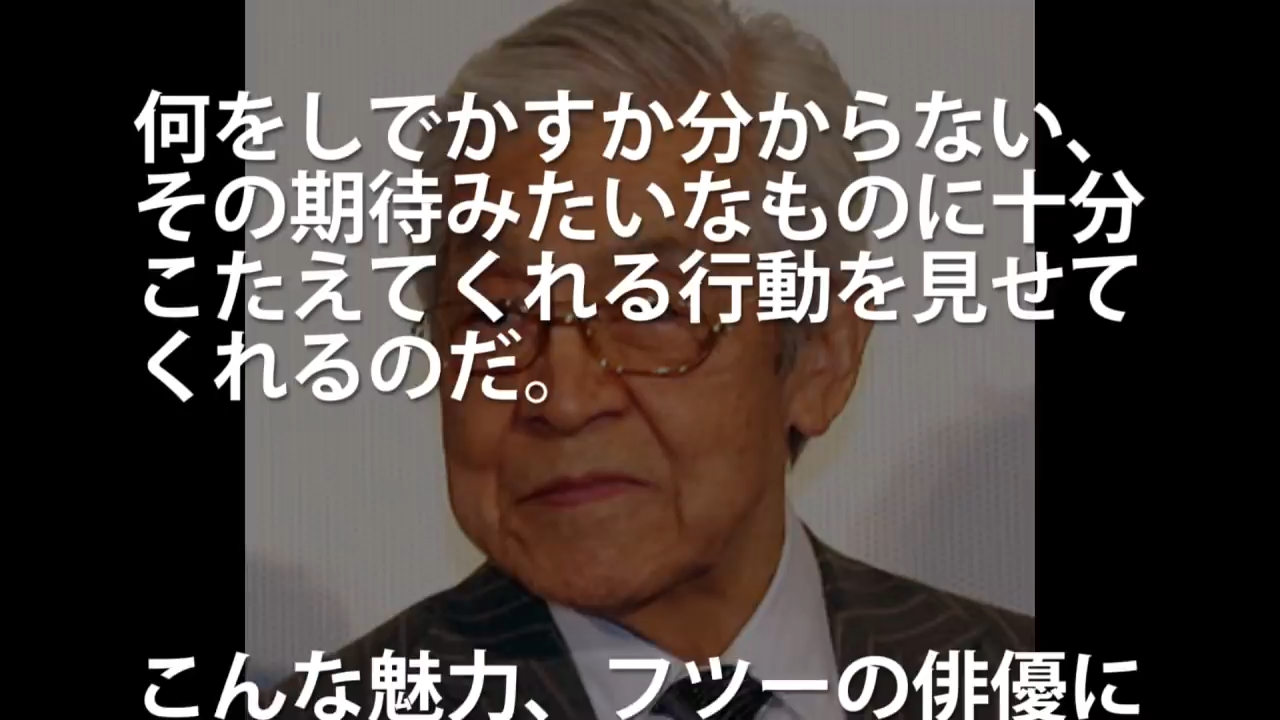 何をしでかすか分からない、
その期待みたいなものに十分
こたえてくれる行動を見せて
くれるのだ。
こんな魅力、フツーの俳優に